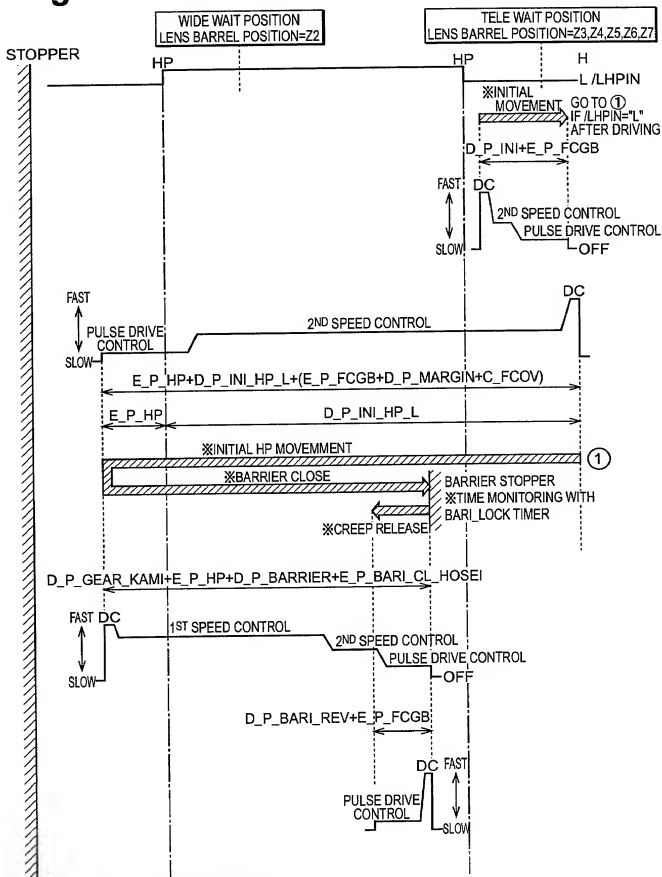 WIDE WAIT POSITION
LENS BARREL POSITION=Z2
TELE WAIT POSITION
LENS BARREL POSITION=Z3,Z4,Z5,Z6,Z7
STOPPER
HP
HP
H
L /LHPIN
※INITIAL
MOVEMENT
GO TO ①
IF /LHPIN="L"
AFTER DRIVING
D_P_INI+E_P_FCGB
FAST
DC
2ND SPEED CONTROL
PULSE DRIVE CONTROL
SLOW
OFF
FAST
DC
PULSE DRIVE
CONTROL
2ND SPEED CONTROL
SLOW
E_P_HP+D_P_INI_HP_L+(E_P_FCGB+D_P_MARGIN+C_FCOV)
E_P_HP
D_P_INI_HP_L
※INITIAL HP MOVEMMENT
①
※BARRIER CLOSE
BARRIER STOPPER
※TIME MONITORING WITH
BARI_LOCK TIMER
※CREEP RELEASE
D_P_GEAR_KAMI+E_P_HP+D_P_BARRIER+E_P_BARI_CL_HOSEI
FAST DC
1ST SPEED CONTROL
2ND SPEED CONTROL
PULSE DRIVE CONTROL
SLOW
OFF
D_P_BARI_REV+E_P_FCGB
DC FAST
PULSE DRIVE
CONTROL
SLOW